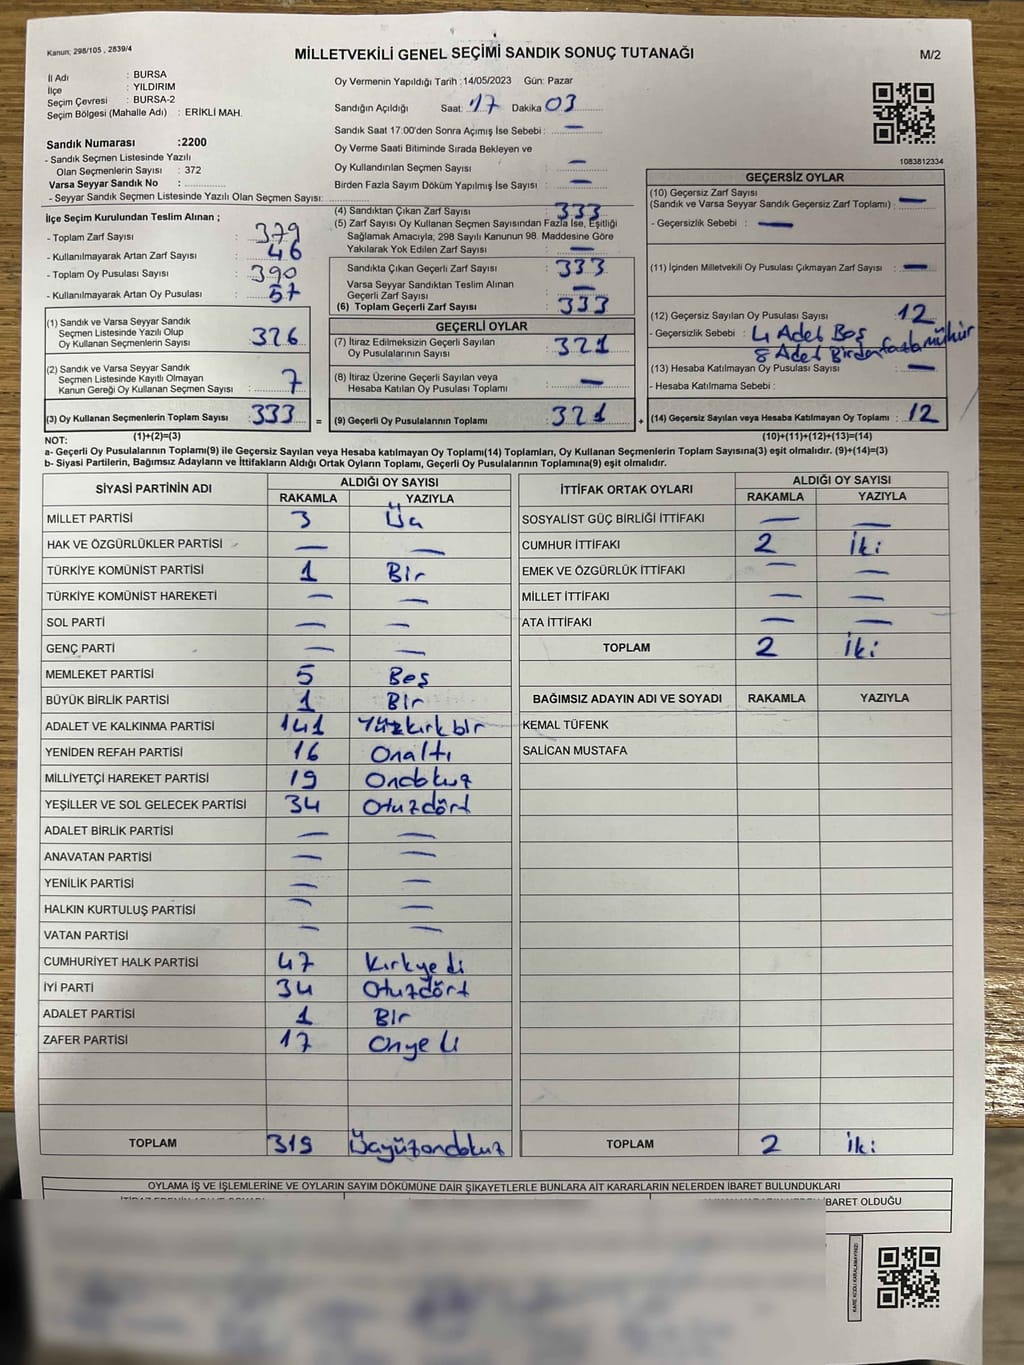 Kanun; 298/105 , 2839/4
MİLLETVEKİLİ GENEL SEÇİMİ SANDIK SONUÇ TUTANAĞI
M/2
İl Adı : BURSA
İlçe : YILDIRIM
Seçim Çevresi : BURSA-2
Seçim Bölgesi (Mahalle Adı) : ERİKLİ MAH.
Sandık Numarası :2200
- Sandık Seçmen Listesinde Yazılı
Olan Seçmenlerin Sayısı : 372
Varsa Seyyar Sandık No :
- Seyyar Sandık Seçmen Listesinde Yazılı Olan Seçmen Sayısı:
Oy Vermenin Yapıldığı Tarih :14/05/2023 Gün: Pazar
Sandığın Açıldığı Saat: 17 Dakika 03
Sandık Saat 17:00'den Sonra Açımış İse Sebebi : —
Oy Verme Saati Bitiminde Sırada Bekleyen ve
Oy Kullandırılan Seçmen Sayısı : —
Birden Fazla Sayım Döküm Yapılmış İse Sayısı : —
1083812334
İlçe Seçim Kurulundan Teslim Alınan ;
- Toplam Zarf Sayısı : 379
- Kullanılmayarak Artan Zarf Sayısı : 46
- Toplam Oy Pusulası Sayısı : 390
- Kullanılmayarak Artan Oy Pusulası : 57
(1) Sandık ve Varsa Seyyar Sandık
Seçmen Listesinde Yazılı Olup
Oy Kullanan Seçmenlerin Sayısı : 326
(2) Sandık ve Varsa Seyyar Sandık
Seçmen Listesinde Kayıtlı Olmayan
Kanun Gereği Oy Kullanan Seçmen Sayısı : 7
(3) Oy Kullanan Seçmenlerin Toplam Sayısı : 333 =
(1)+(2)=(3)
(4) Sandıktan Çıkan Zarf Sayısı : 333
(5) Zarf Sayısı Oy Kullanan Seçmen Sayısından Fazla İse, Eşitliği
Sağlamak Amacıyla, 298 Sayılı Kanunun 98. Maddesine Göre
Yakılarak Yok Edilen Zarf Sayısı : —
Sandıkta Çıkan Geçerli Zarf Sayısı : 333
Varsa Seyyar Sandıktan Teslim Alınan
Geçerli Zarf Sayısı : —
(6) Toplam Geçerli Zarf Sayısı : 333
GEÇERLİ OYLAR
(7) İtiraz Edilmeksizin Geçerli Sayılan
Oy Pusulalarının Sayısı : 321
(8) İtiraz Üzerine Geçerli Sayılan veya
Hesaba Katılan Oy Pusulası Toplamı : —
(9) Geçerli Oy Pusulalarının Toplamı : 321 +
GEÇERSİZ OYLAR
(10) Geçersiz Zarf Sayısı
(Sandık ve Varsa Seyyar Sandık Geçersiz Zarf Toplamı) : —
- Geçersizlik Sebebi : —
(11) İçinden Milletvekili Oy Pusulası Çıkmayan Zarf Sayısı : —
(12) Geçersiz Sayılan Oy Pusulası Sayısı : 12
- Geçersizlik Sebebi : 4 Adet Boş
8 Adet Birden fazla mühür
(13) Hesaba Katılmayan Oy Pusulası Sayısı : —
- Hesaba Katılmama Sebebi :
(14) Geçersiz Sayılan veya Hesaba Katılmayan Oy Toplamı : 12
(10)+(11)+(12)+(13)=(14)
NOT:
a- Geçerli Oy Pusulalarının Toplamı(9) ile Geçersiz Sayılan veya Hesaba Katılmayan Oy Toplamı(14) Toplamları, Oy Kullanan Seçmenlerin Toplam Sayısına(3) eşit olmalıdır. (9)+(14)=(3)
b- Siyasi Partilerin, Bağımsız Adayların ve İttifakların Aldığı Ortak Oyların Toplamı, Geçerli Oy Pusulalarının Toplamına(9) eşit olmalıdır.
SİYASİ PARTİNİN ADI ALDIĞI OY SAYISI
RAKAMLA YAZIYLA
MİLLET PARTİSİ 3 Üç
HAK VE ÖZGÜRLÜKLER PARTİSİ — —
TÜRKİYE KOMÜNİST PARTİSİ 1 Bir
TÜRKİYE KOMÜNİST HAREKETİ — —
SOL PARTİ — —
GENÇ PARTİ — —
MEMLEKET PARTİSİ 5 Beş
BÜYÜK BİRLİK PARTİSİ 1 Bir
ADALET VE KALKINMA PARTİSİ 141 Yüzkırkbir
YENİDEN REFAH PARTİSİ 16 Onaltı
MİLLİYETÇİ HAREKET PARTİSİ 19 Ondokuz
YEŞİLLER VE SOL GELECEK PARTİSİ 34 Otuzdört
ADALET BİRLİK PARTİSİ — —
ANAVATAN PARTİSİ — —
YENİLİK PARTİSİ — —
HALKIN KURTULUŞ PARTİSİ — —
VATAN PARTİSİ — —
CUMHURİYET HALK PARTİSİ 47 Kırkyedi
İYİ PARTİ 34 Otuzdört
ADALET PARTİSİ 1 Bir
ZAFER PARTİSİ 17 Onyedi
TOPLAM 319 Üçyüzondokuz
İTTİFAK ORTAK OYLARI ALDIĞI OY SAYISI
RAKAMLA YAZIYLA
SOSYALİST GÜÇ BİRLİĞİ İTTİFAKI — —
CUMHUR İTTİFAKI 2 İki
EMEK VE ÖZGÜRLÜK İTTİFAKI — —
MİLLET İTTİFAKI — —
ATA İTTİFAKI — —
TOPLAM 2 İki
BAĞIMSIZ ADAYIN ADI VE SOYADI RAKAMLA YAZIYLA
KEMAL TÜFENK
SALİCAN MUSTAFA
TOPLAM 2 İki
OYLAMA İŞ VE İŞLEMLERİNE VE OYLARIN SAYIM DÖKÜMÜNE DAİR ŞİKAYETLERLE BUNLARA AİT KARARLARIN NELERDEN İBARET BULUNDUKLARI
İBARET OLDUĞU
KARE KODU KARALAMAYINIZ!